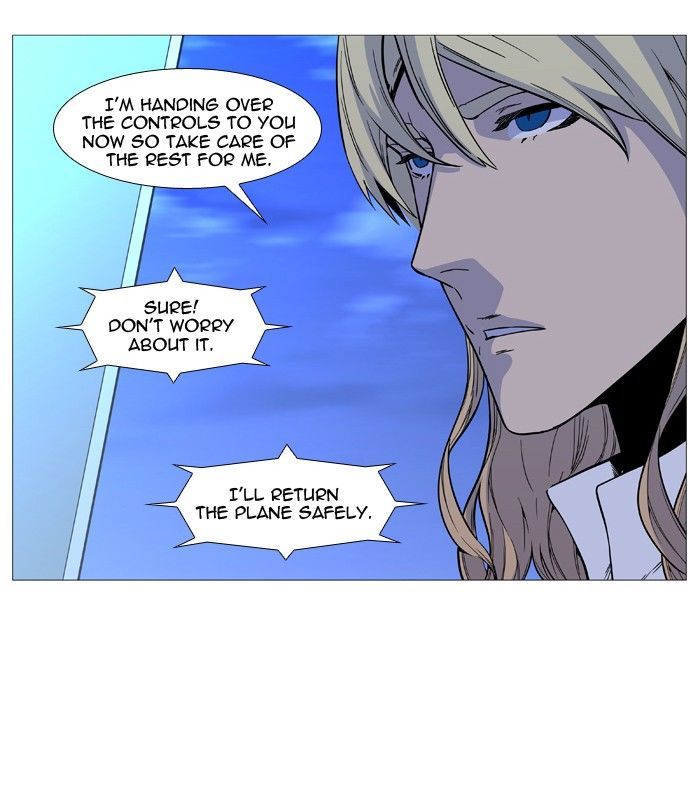 I'M HANDING OVER
THE CONTROLS TO YOU
NOW SO TAKE CARE OF
THE REST FOR ME.
SURE!
DON'T WORRY
ABOUT IT.
I'LL RETURN
THE PLANE SAFELY.